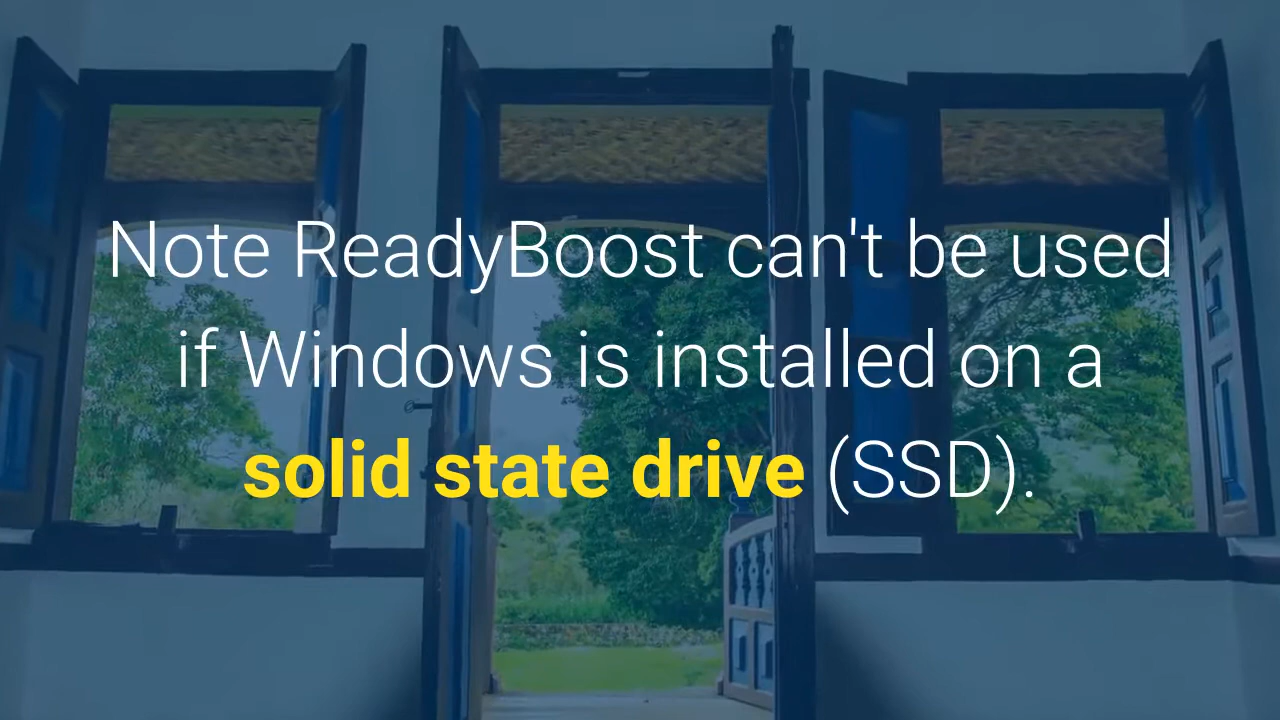 Note ReadyBoost can't be used
if Windows is installed on a
solid state drive (SSD).